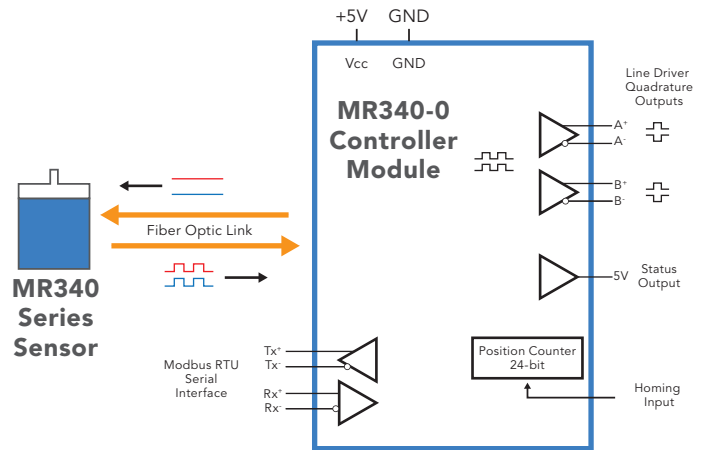 +5V GND
Vcc GND
MR340-0
Controller
Module
Line Driver
Quadrature
Outputs
A+
A-
B+
B-
Fiber Optic Link
MR340
Series
Sensor
5V
Status
Output
Modbus RTU
Serial
Interface
Tx+
Tx-
Rx+
Rx-
Position Counter
24-bit
Homing
Input